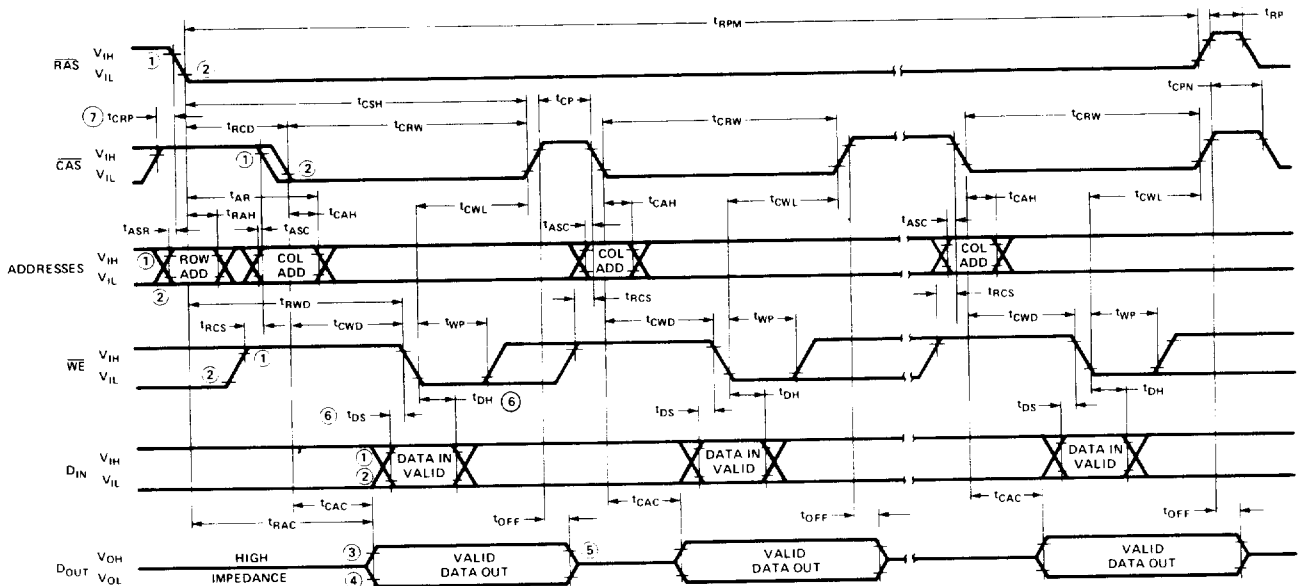 tRPM tRP
RAS VIH VIL ① ②
tCSH tCP tCPN
⑦ tCRP tRCD tCRW tCRW tCRW
CAS VIH VIL ① ②
tAR tCWL tCAH tCWL tCAH tCWL
tRAH tCAH
tASR tASC tASC tASC
ADDRESSES VIH VIL ① ② ROW ADD COL ADD COL ADD COL ADD
tRWD tRCS tRCS
tRCS tCWD tWP tCWD tWP tCWD tWP
WE VIH VIL ① ②
tDH ⑥ tDH tDH
⑥ tDS tDS tDS
DIN VIH VIL ① ② DATA IN VALID DATA IN VALID DATA IN VALID
tCAC tCAC tCAC
tRAC tOFF tOFF tOFF
DOUT VOH VOL HIGH IMPEDANCE ③ ④ VALID DATA OUT ⑤ VALID DATA OUT VALID DATA OUT